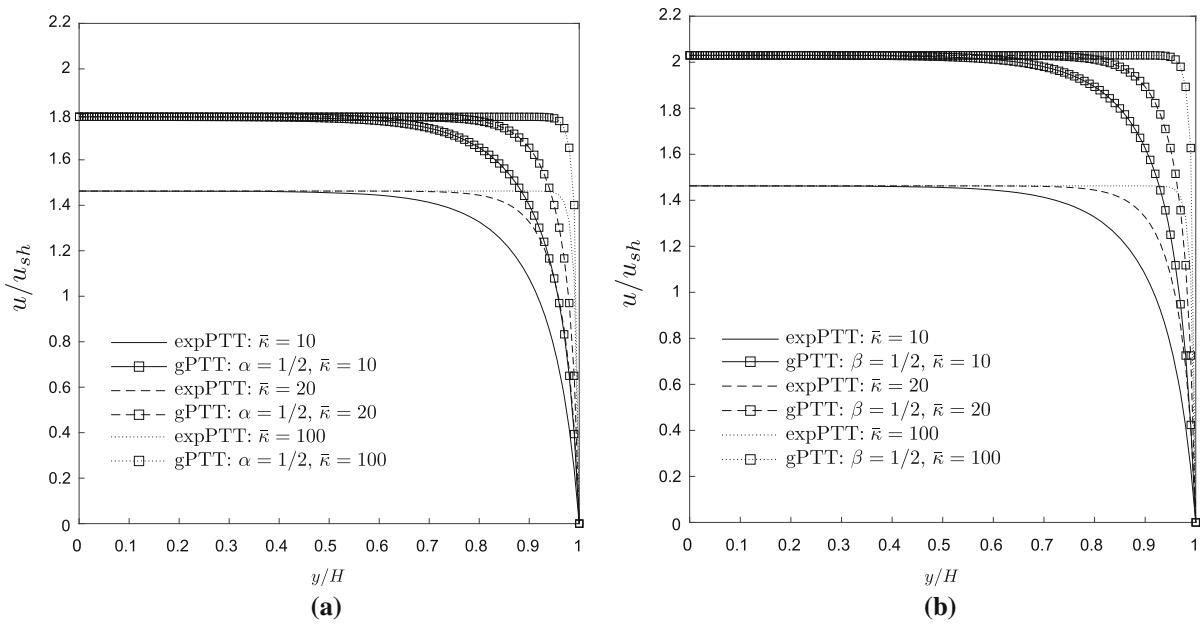 2.2
2
1.8
1.6
1.4
1.2
1
0.8
0.6
0.4
0.2
0
u/u_{sh}
expPTT: κ̄ = 10
gPTT: α = 1/2, κ̄ = 10
expPTT: κ̄ = 20
gPTT: α = 1/2, κ̄ = 20
expPTT: κ̄ = 100
gPTT: α = 1/2, κ̄ = 100
0 0.1 0.2 0.3 0.4 0.5 0.6 0.7 0.8 0.9 1
y/H
(a)
2.2
2
1.8
1.6
1.4
1.2
1
0.8
0.6
0.4
0.2
0
u/u_{sh}
expPTT: κ̄ = 10
gPTT: β = 1/2, κ̄ = 10
expPTT: κ̄ = 20
gPTT: β = 1/2, κ̄ = 20
expPTT: κ̄ = 100
gPTT: β = 1/2, κ̄ = 100
0 0.1 0.2 0.3 0.4 0.5 0.6 0.7 0.8 0.9 1
y/H
(b)